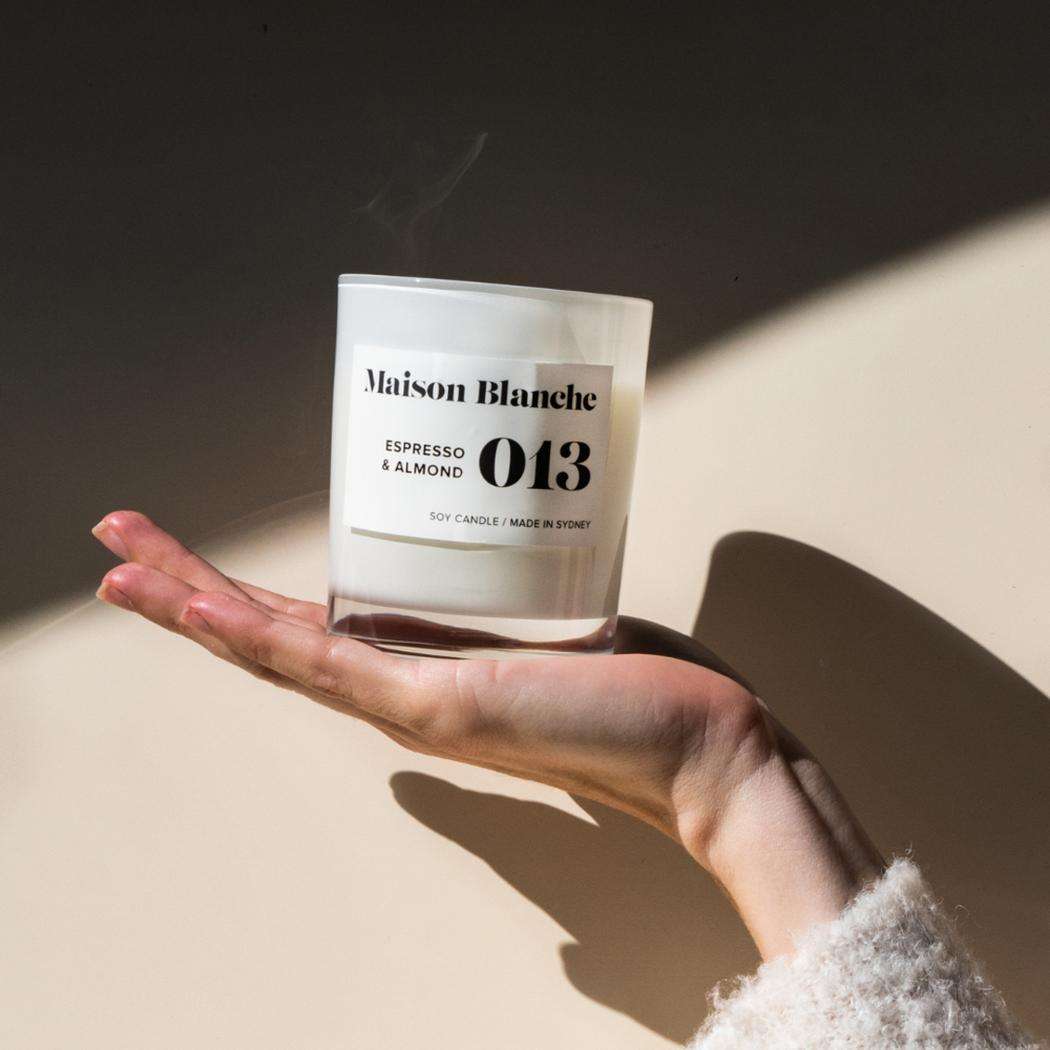 Maison Blanche
ESPRESSO
& ALMOND
013
SOY CANDLE / MADE IN SYDNEY